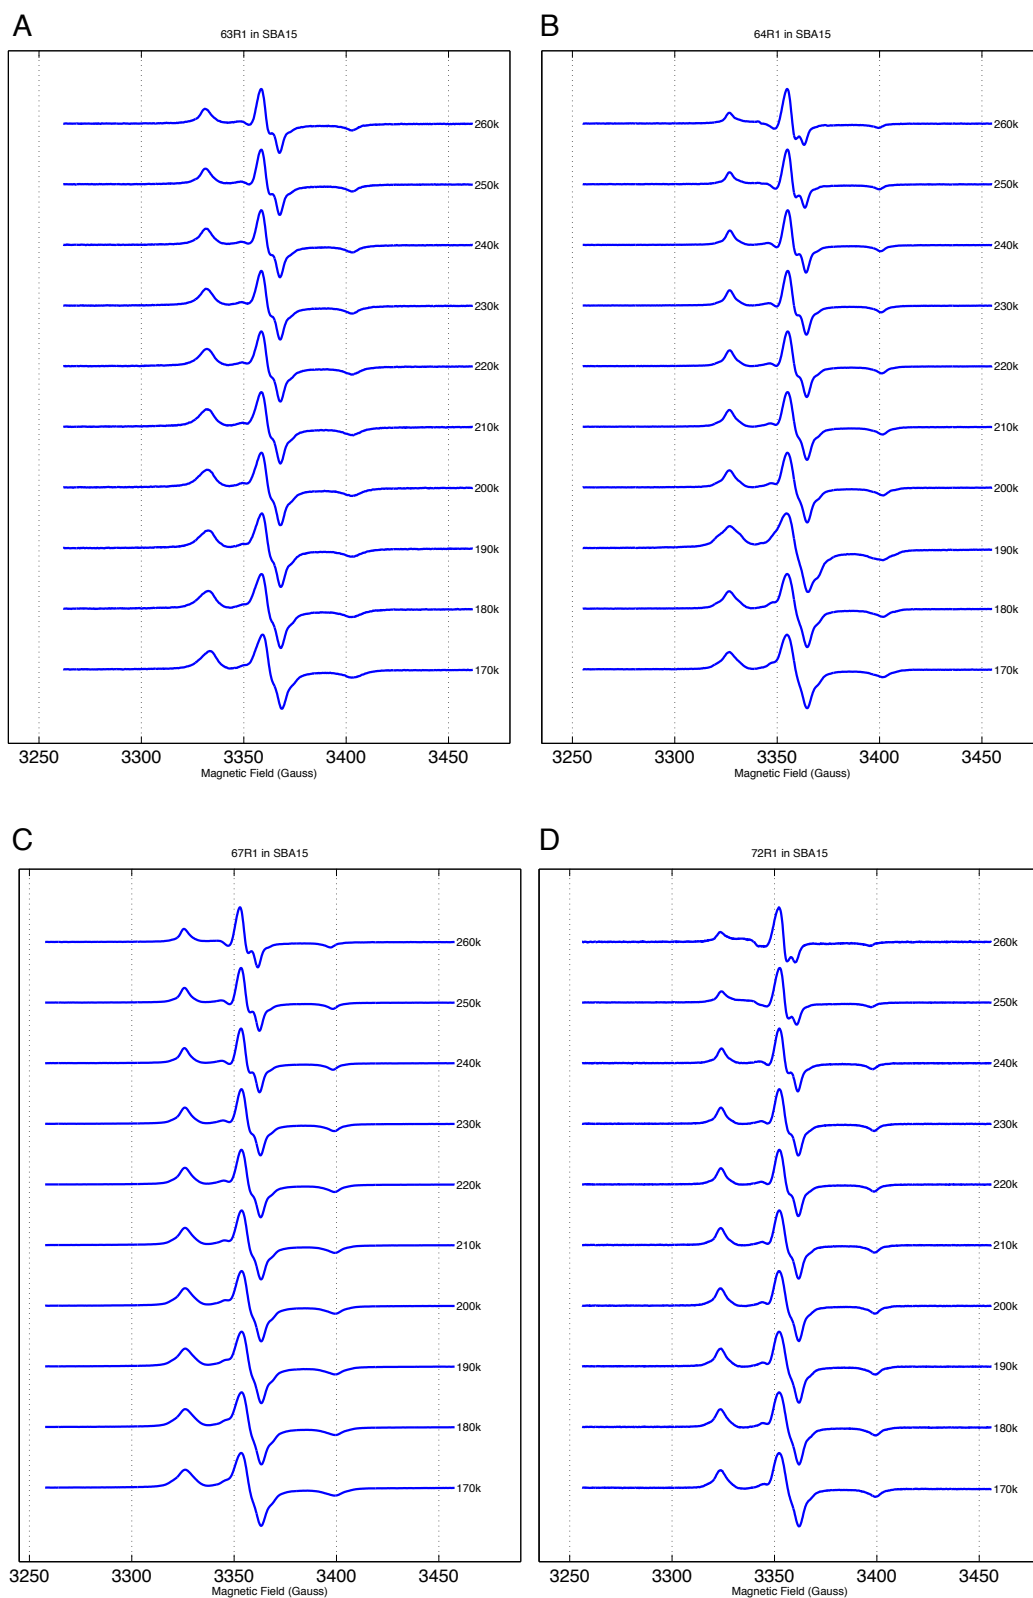 A
63R1 in SBA15
260k
250k
240k
230k
220k
210k
200k
190k
180k
170k
3250 3300 3350 3400 3450
Magnetic Field (Gauss)
B
64R1 in SBA15
260k
250k
240k
230k
220k
210k
200k
190k
180k
170k
3250 3300 3350 3400 3450
Magnetic Field (Gauss)
C
67R1 in SBA15
260k
250k
240k
230k
220k
210k
200k
190k
180k
170k
3250 3300 3350 3400 3450
Magnetic Field (Gauss)
D
72R1 in SBA15
260k
250k
240k
230k
220k
210k
200k
190k
180k
170k
3250 3300 3350 3400 3450
Magnetic Field (Gauss)